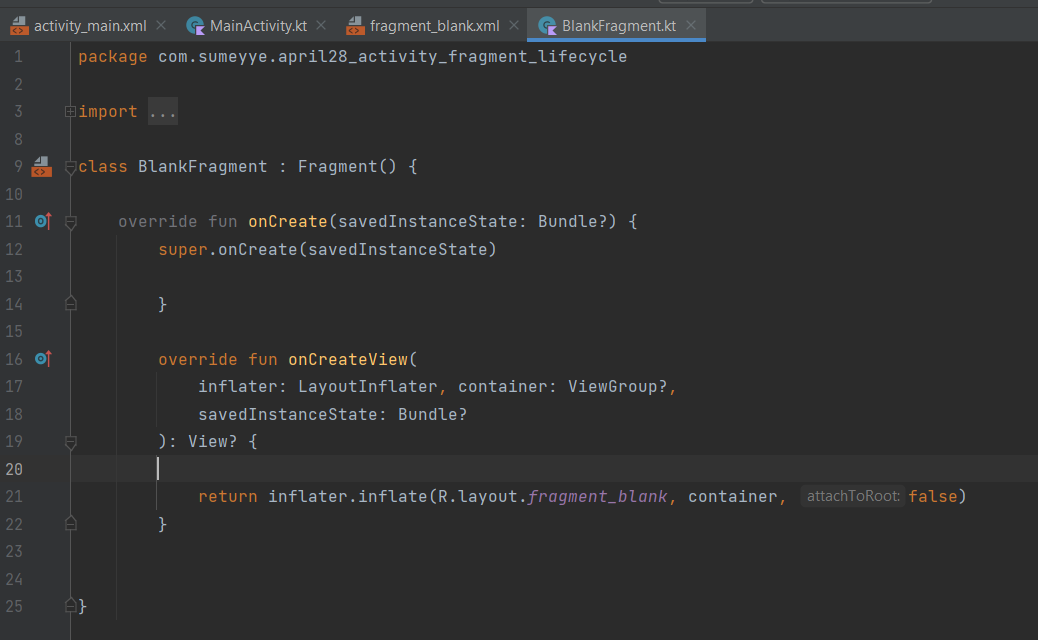 activity_main.xml MainActivity.kt fragment_blank.xml BlankFragment.kt
1 package com.sumeyye.april28_activity_fragment_lifecycle
2
3 import ...
8
9 class BlankFragment : Fragment() {
10
11 override fun onCreate(savedInstanceState: Bundle?) {
12 super.onCreate(savedInstanceState)
13
14 }
15
16 override fun onCreateView(
17 inflater: LayoutInflater, container: ViewGroup?,
18 savedInstanceState: Bundle?
19 ): View? {
20
21 return inflater.inflate(R.layout.fragment_blank, container, attachToRoot: false)
22 }
23
24
25 }